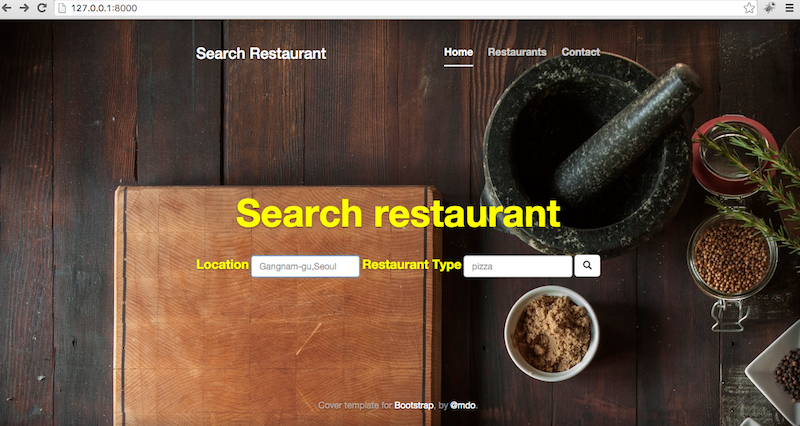 127.0.0.1:8000
Search Restaurant
Home Restaurants Contact
Search restaurant
Location Gangnam-gu,Seoul Restaurant Type pizza
Cover template for Bootstrap, by @mdo.